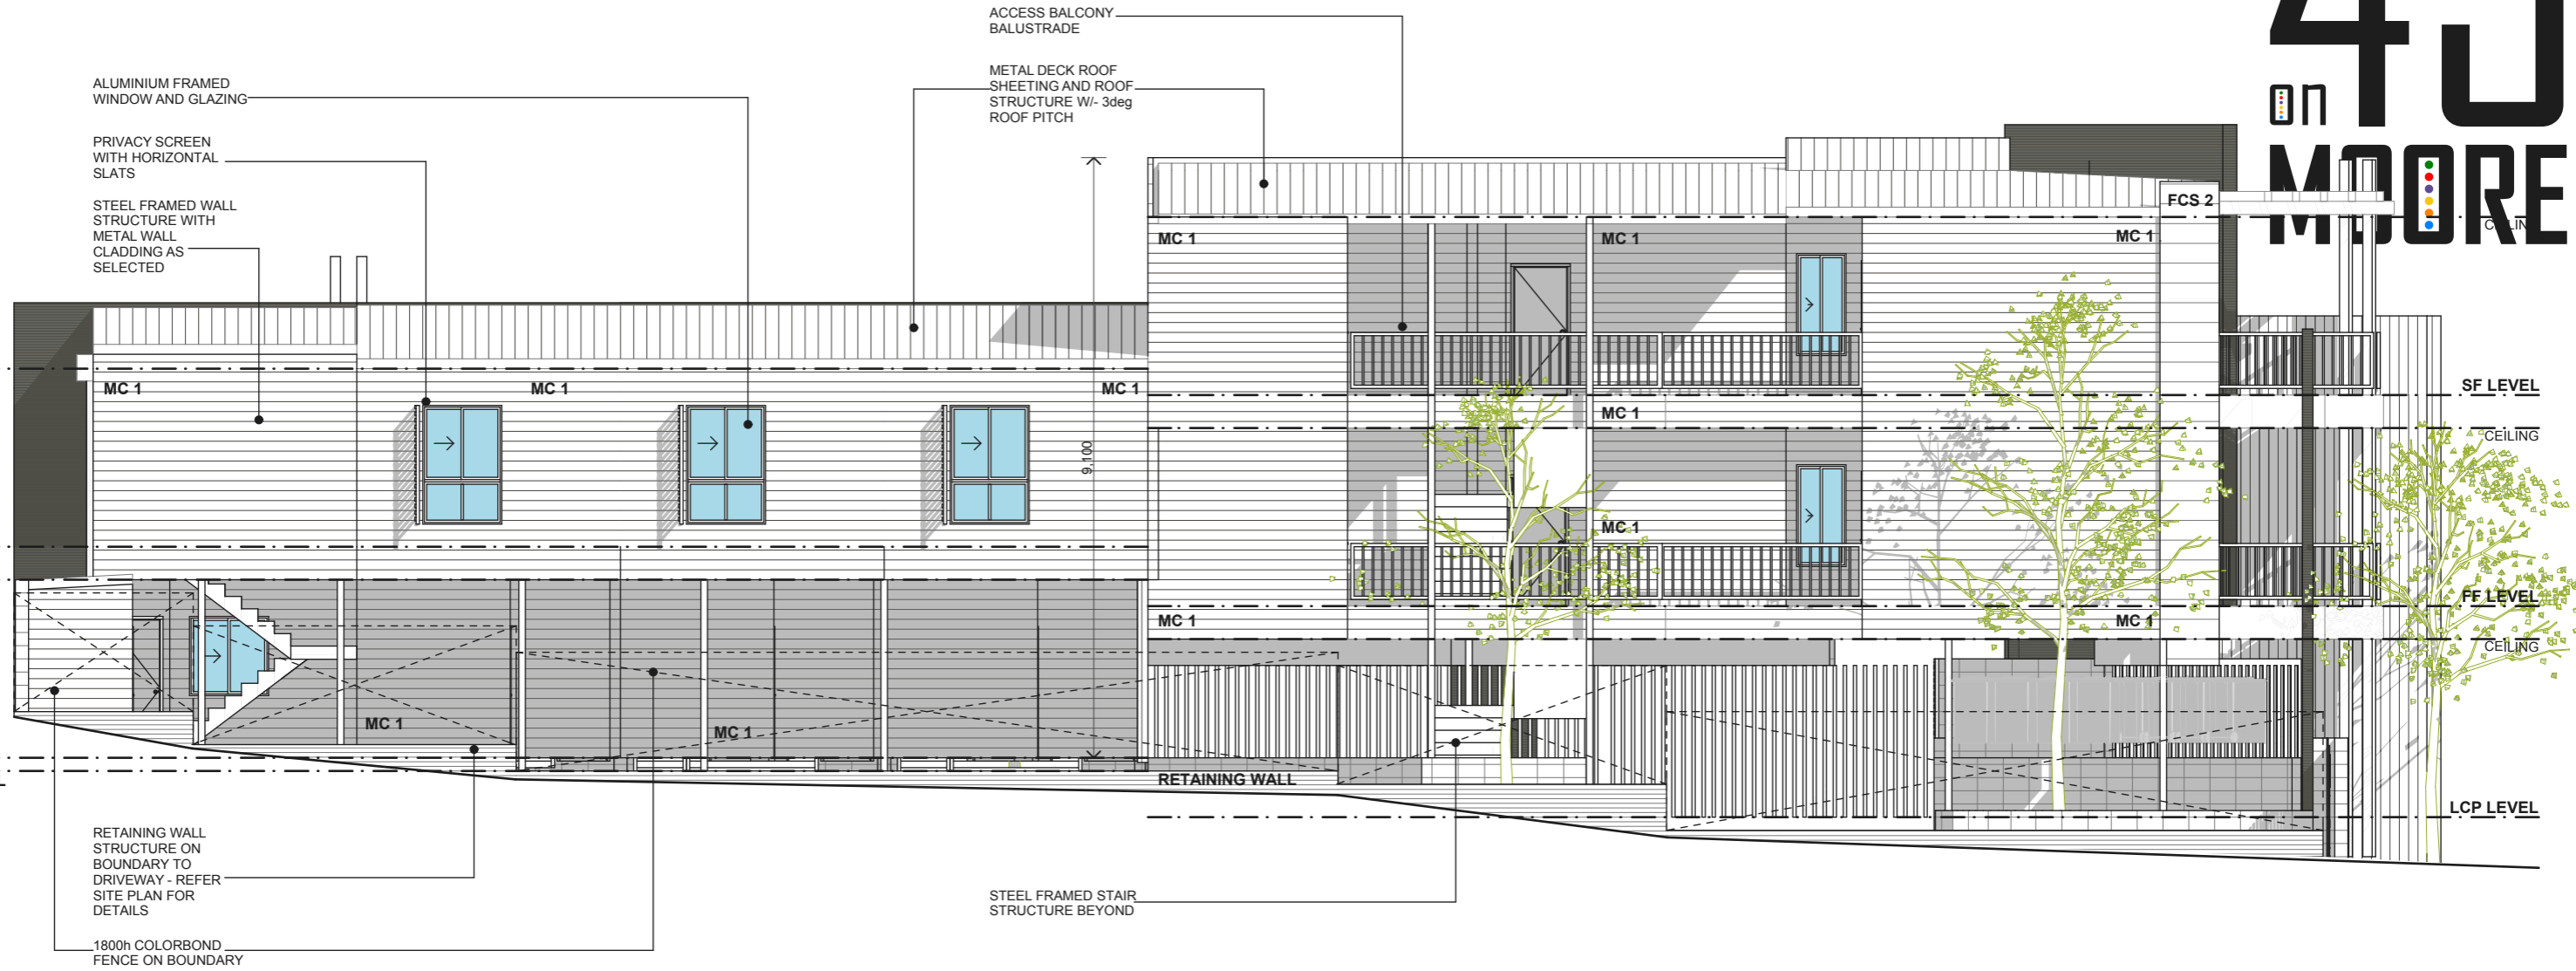 ACCESS BALCONY
BALUSTRADE
METAL DECK ROOF
SHEETING AND ROOF
STRUCTURE W/- 3deg
ROOF PITCH
ALUMINIUM FRAMED
WINDOW AND GLAZING
PRIVACY SCREEN
WITH HORIZONTAL
SLATS
STEEL FRAMED WALL
STRUCTURE WITH
METAL WALL
CLADDING AS
SELECTED
on
MOORE
FCS 2
MC 1
MC 1
MC 1
CEILING
MC 1
MC 1
MC 1
SF LEVEL
MC 1
CEILING
9,100
MC 1
FF LEVEL
MC 1
MC 1
CEILING
MC 1
MC 1
RETAINING WALL
LCP LEVEL
RETAINING WALL
STRUCTURE ON
BOUNDARY TO
DRIVEWAY - REFER
SITE PLAN FOR
DETAILS
STEEL FRAMED STAIR
STRUCTURE BEYOND
1800h COLORBOND
FENCE ON BOUNDARY